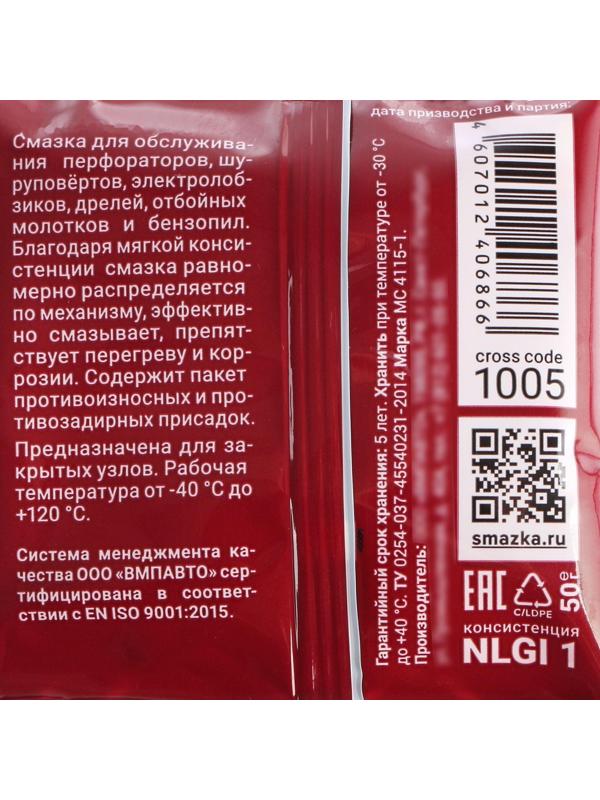 Смазка для обслужива-
ния перфораторов, шу-
руповёртов, электролоб-
зиков, дрелей, отбойных
молотков и бензопил.
Благодаря мягкой конси-
стенции смазка равно-
мерно распределяется
по механизму, эффектив-
но смазывает, препят-
ствует перегреву и кор-
розии. Содержит пакет
противоизносных и про-
тивозадирных присадок.
Предназначена для за-
крытых узлов. Рабочая
температура от -40 °C до
+120 °C.
Система менеджмента ка-
чества ООО «ВМПАВТО» сер-
тифицирована в соответ-
ствии с EN ISO 9001:2015.
Гарантийный срок хранения: 5 лет. Хранить при температуре от -30 °C
до +40 °C. ТУ 0254-037-45540231-2014 Марка МС 4115-1.
Производитель:
дата призводства и партия:
4 607012 406866
cross code
1005
smazka.ru
EAC
C/LDPE
50г е
консистенция
NLGI 1